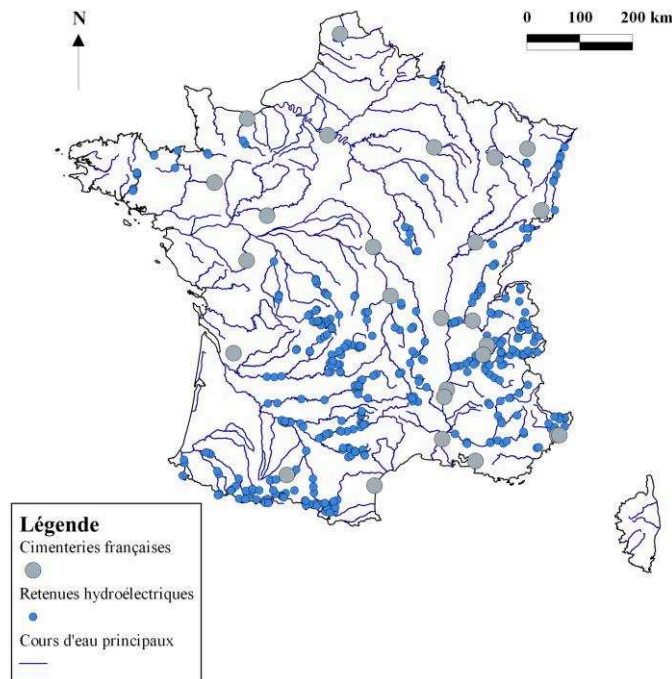 N
0 100 200 km
Légende
Cimenteries françaises
Retenues hydroélectriques
Cours d'eau principaux